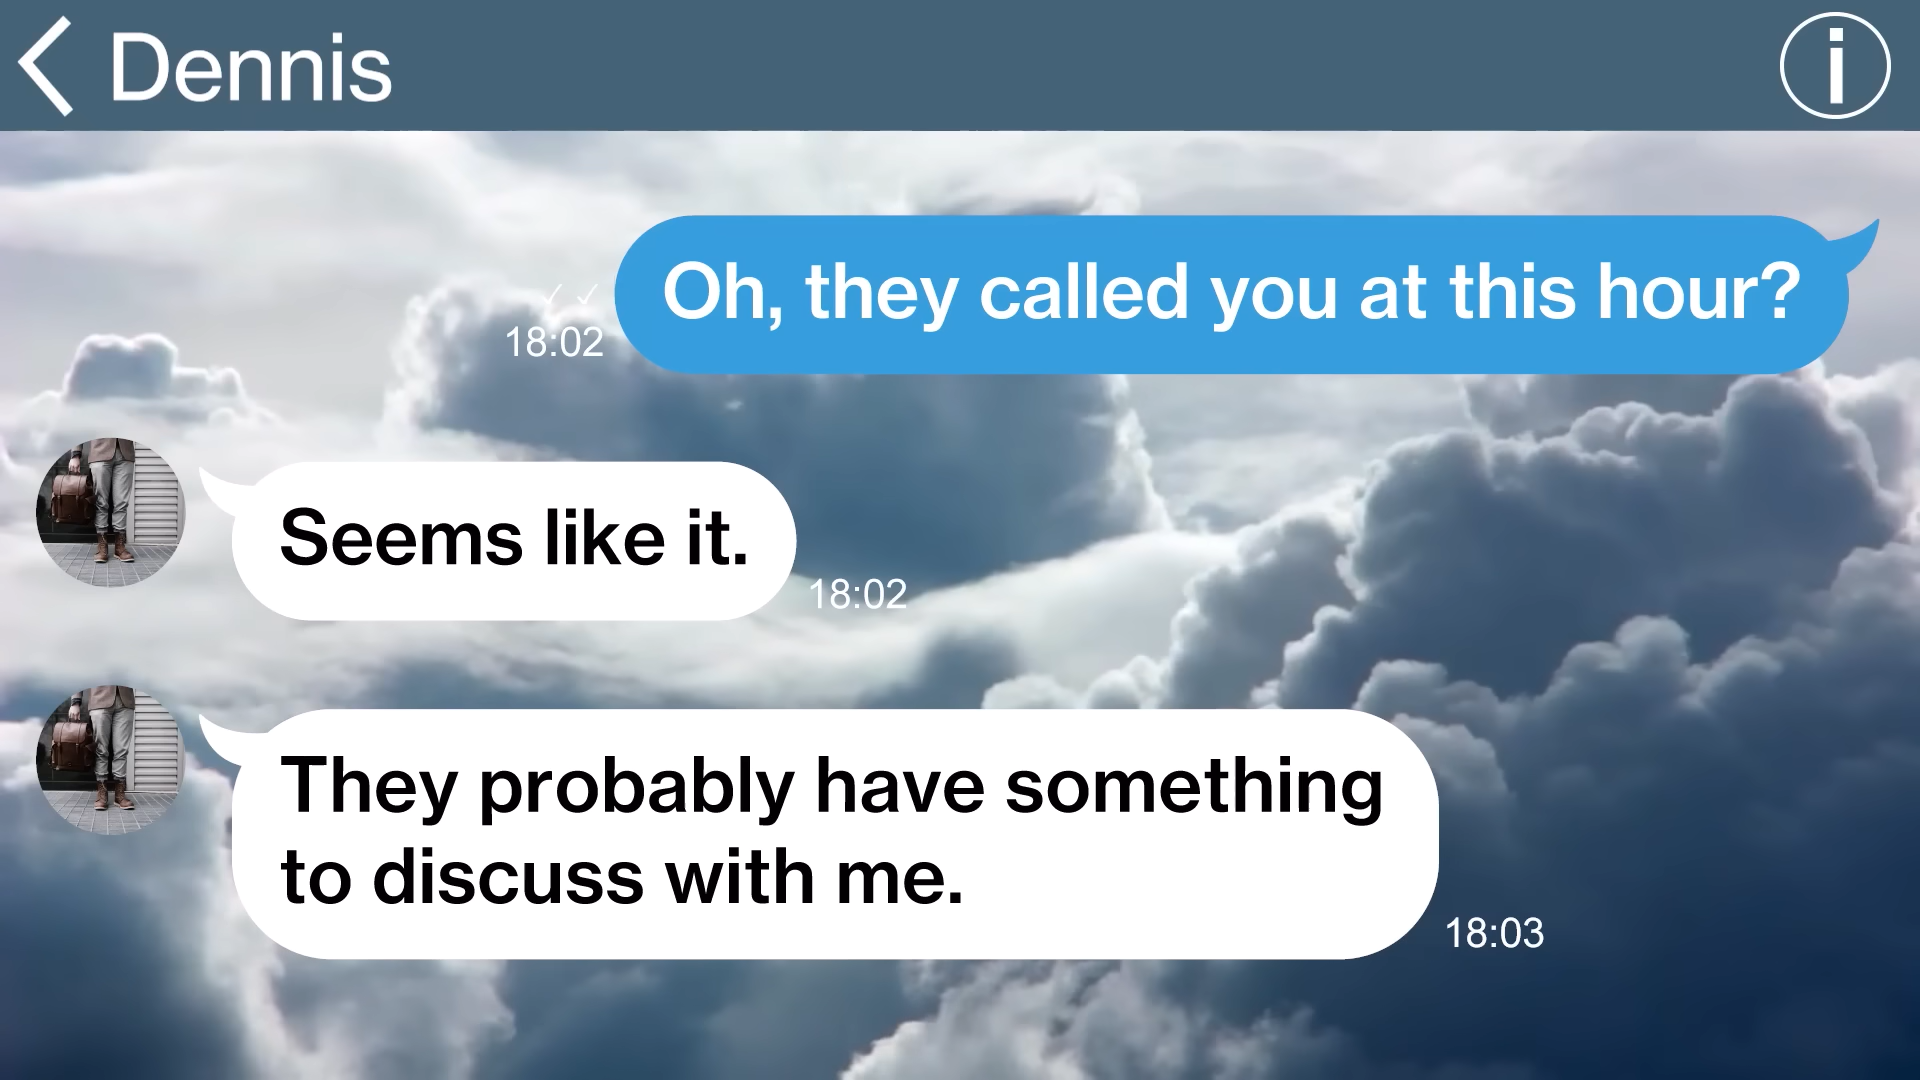 Dennis
Oh, they called you at this hour?
18:02
Seems like it.
18:02
They probably have something
to discuss with me.
18:03